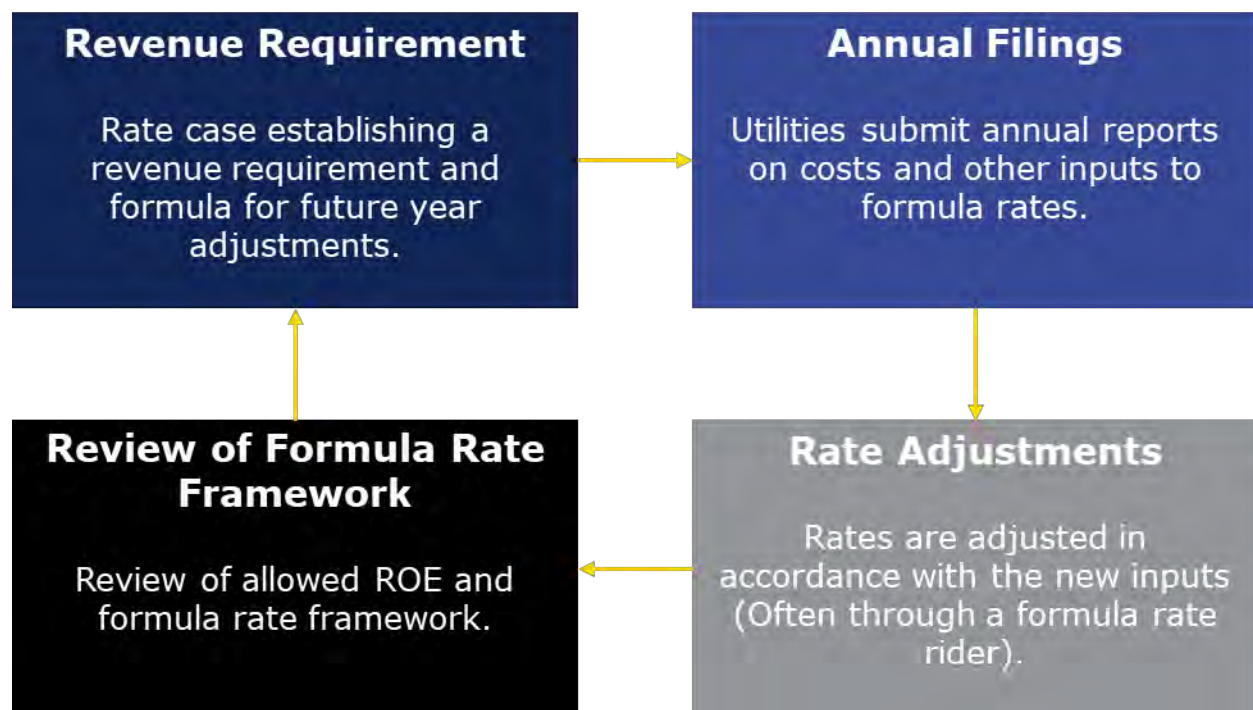 Revenue Requirement
Rate case establishing a
revenue requirement and
formula for future year
adjustments.
Annual Filings
Utilities submit annual reports
on costs and other inputs to
formula rates.
Review of Formula Rate
Framework
Review of allowed ROE and
formula rate framework.
Rate Adjustments
Rates are adjusted in
accordance with the new inputs
(Often through a formula rate
rider).